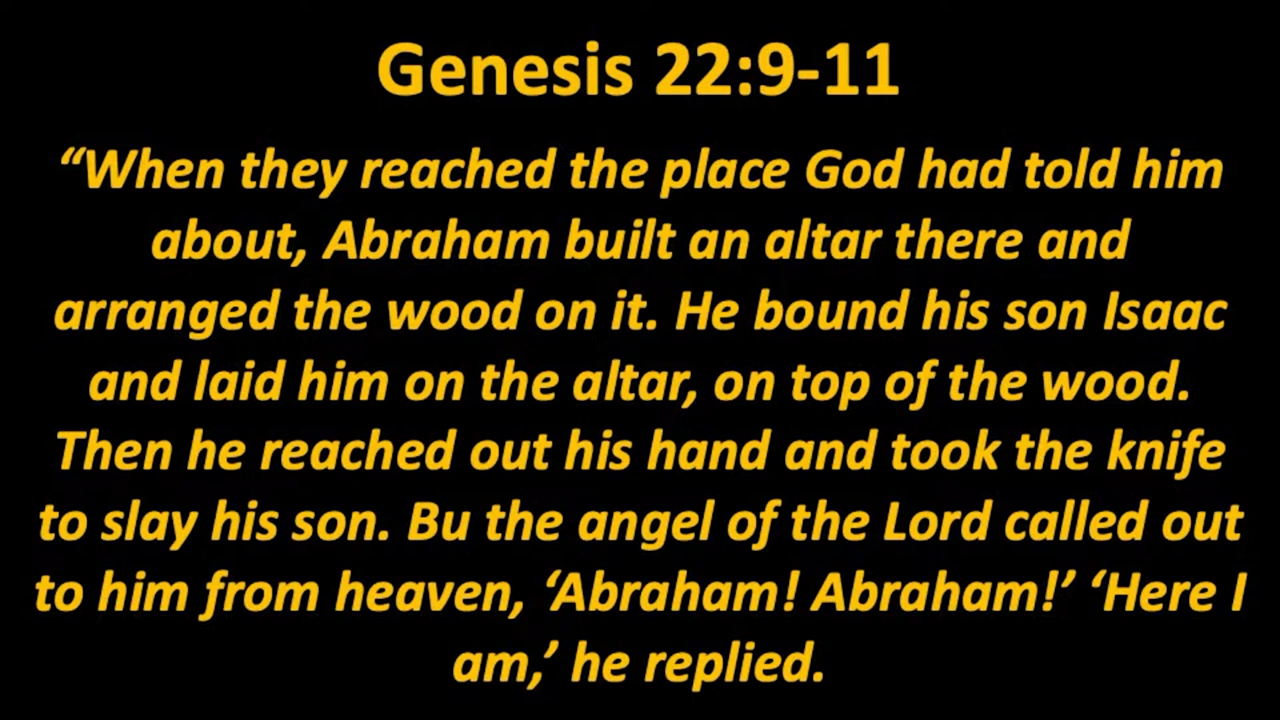 Genesis 22:9-11
“When they reached the place God had told him
about, Abraham built an altar there and
arranged the wood on it. He bound his son Isaac
and laid him on the altar, on top of the wood.
Then he reached out his hand and took the knife
to slay his son. Bu the angel of the Lord called out
to him from heaven, ‘Abraham! Abraham!’ ‘Here I
am,’ he replied.